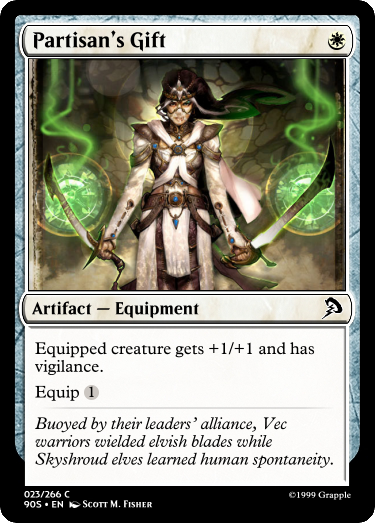 Partisan's Gift
Artifact — Equipment
Equipped creature gets +1/+1 and has
vigilance.
Equip 1
Buoyed by their leaders' alliance, Vec
warriors wielded elvish blades while
Skyshroud elves learned human spontaneity.
023/266 C
90S • EN Scott M. Fisher
©1999 Grapple